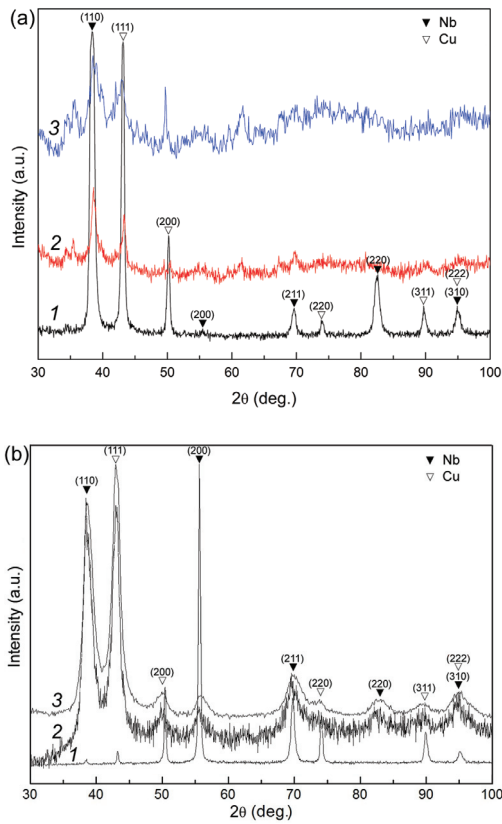 (a)
(110)
(111)
▼ Nb
▽ Cu
3
Intensity (a.u.)
2
(200)
(220)
(222)
1
(200)
(211)
(220)
(311)
(310)
30 40 50 60 70 80 90 100
2θ (deg.)
(b)
(111)
(200)
▼ Nb
▽ Cu
(110)
Intensity (a.u.)
(200)
(211)
(220)
(220)
(311)
(222)
(310)
3
2
1
30 40 50 60 70 80 90 100
2θ (deg.)